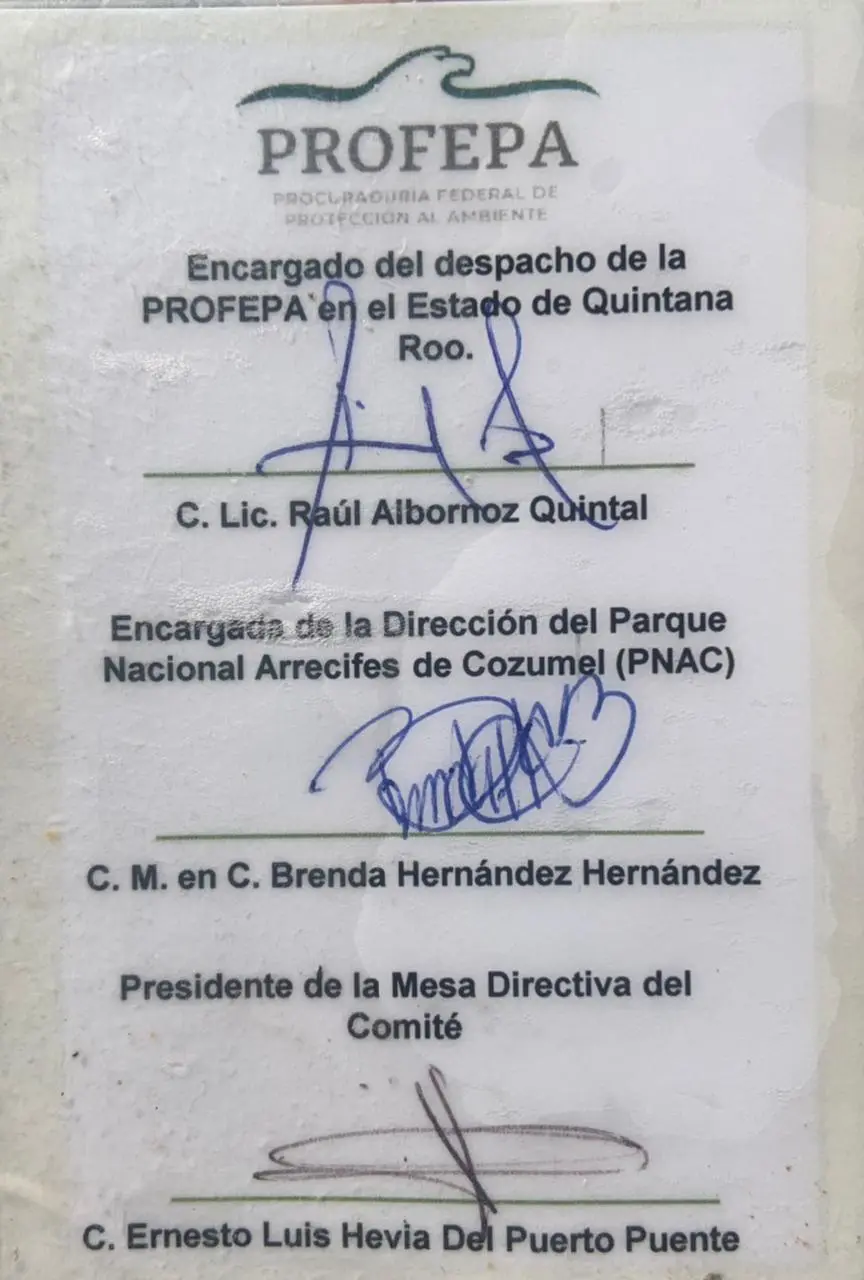 PROFEPA
PROCURADURÍA FEDERAL DE
PROTECCIÓN AL AMBIENTE
Encargado del despacho de la
PROFEPA en el Estado de Quintana
Roo.
C. Lic. Raúl Albornoz Quintal
Encargada de la Dirección del Parque
Nacional Arrecifes de Cozumel (PNAC)
C. M. en C. Brenda Hernández Hernández
Presidente de la Mesa Directiva del
Comité
C. Ernesto Luis Hevia Del Puerto Puente